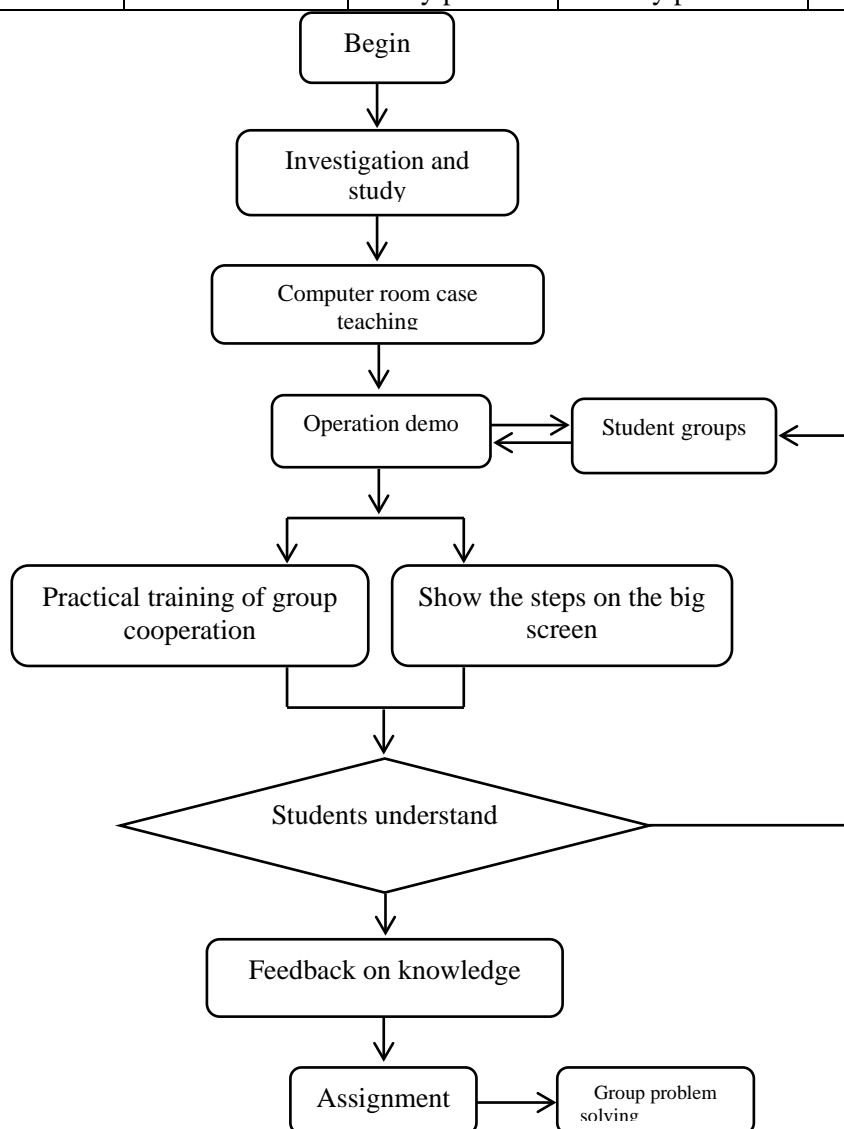 Begin
Investigation and
study
Computer room case
teaching
Operation demo
Student groups
Practical training of group
cooperation
Show the steps on the big
screen
Students understand
Feedback on knowledge
Assignment
Group problem
solving